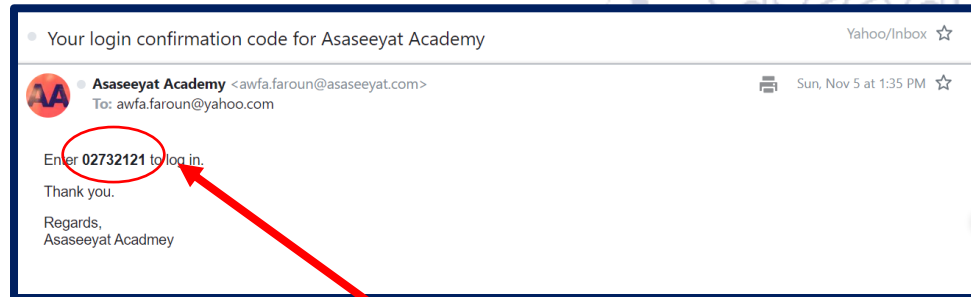 Your login confirmation code for Asaseeyat Academy
Yahoo/Inbox
AA
Asaseeyat Academy <awfa.faroun@asaseeyat.com>
Sun, Nov 5 at 1:35 PM
To: awfa.faroun@yahoo.com
Enter 02732121 to log in.
Thank you.
Regards,
Asaseeyat Acadmey